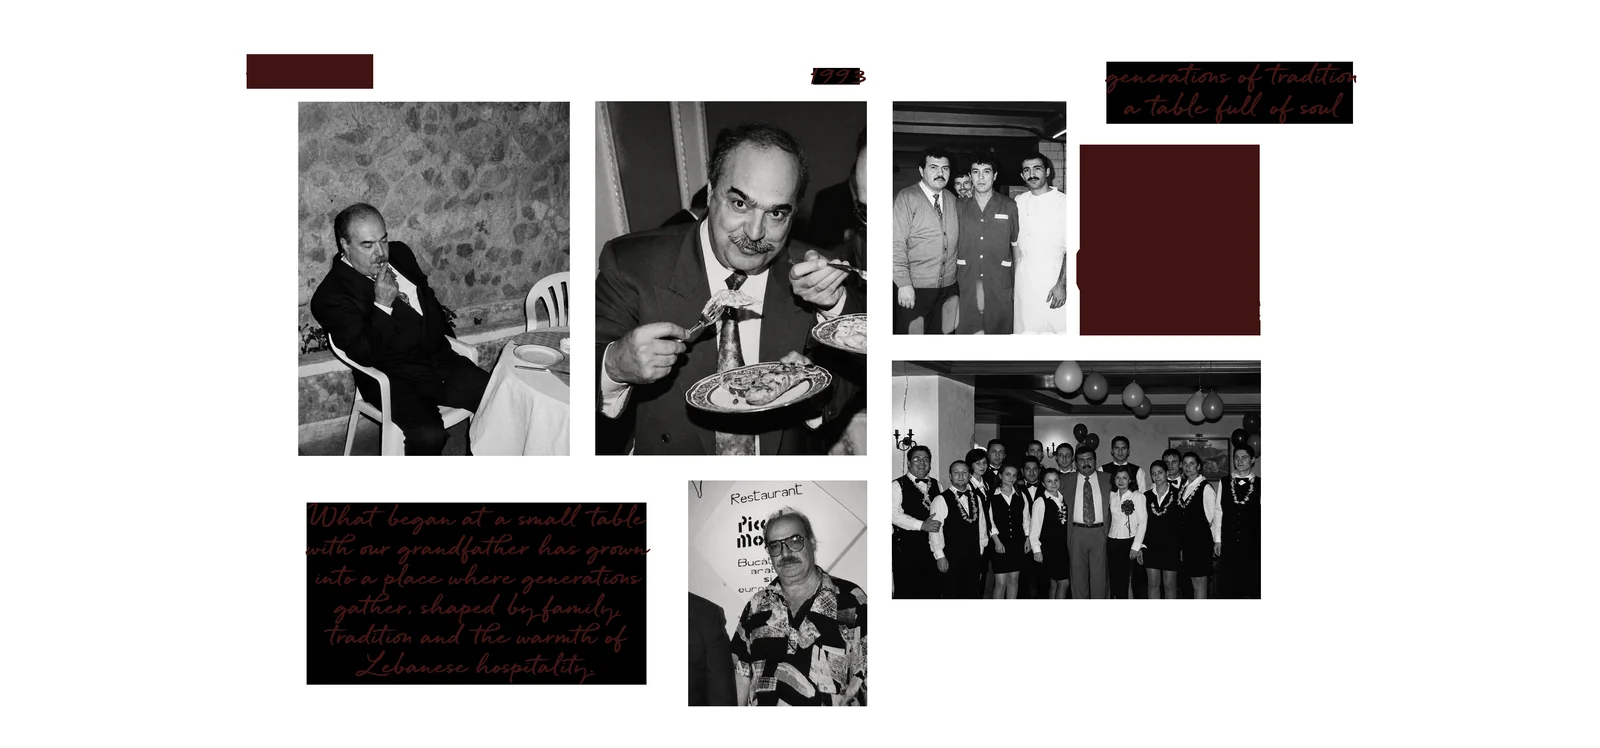 1993
generations of tradition
a table full of soul
What began at a small table
with our grandfather has grown
into a place where generations
gather, shaped by family,
tradition and the warmth of
Lebanese hospitality.
Restaurant